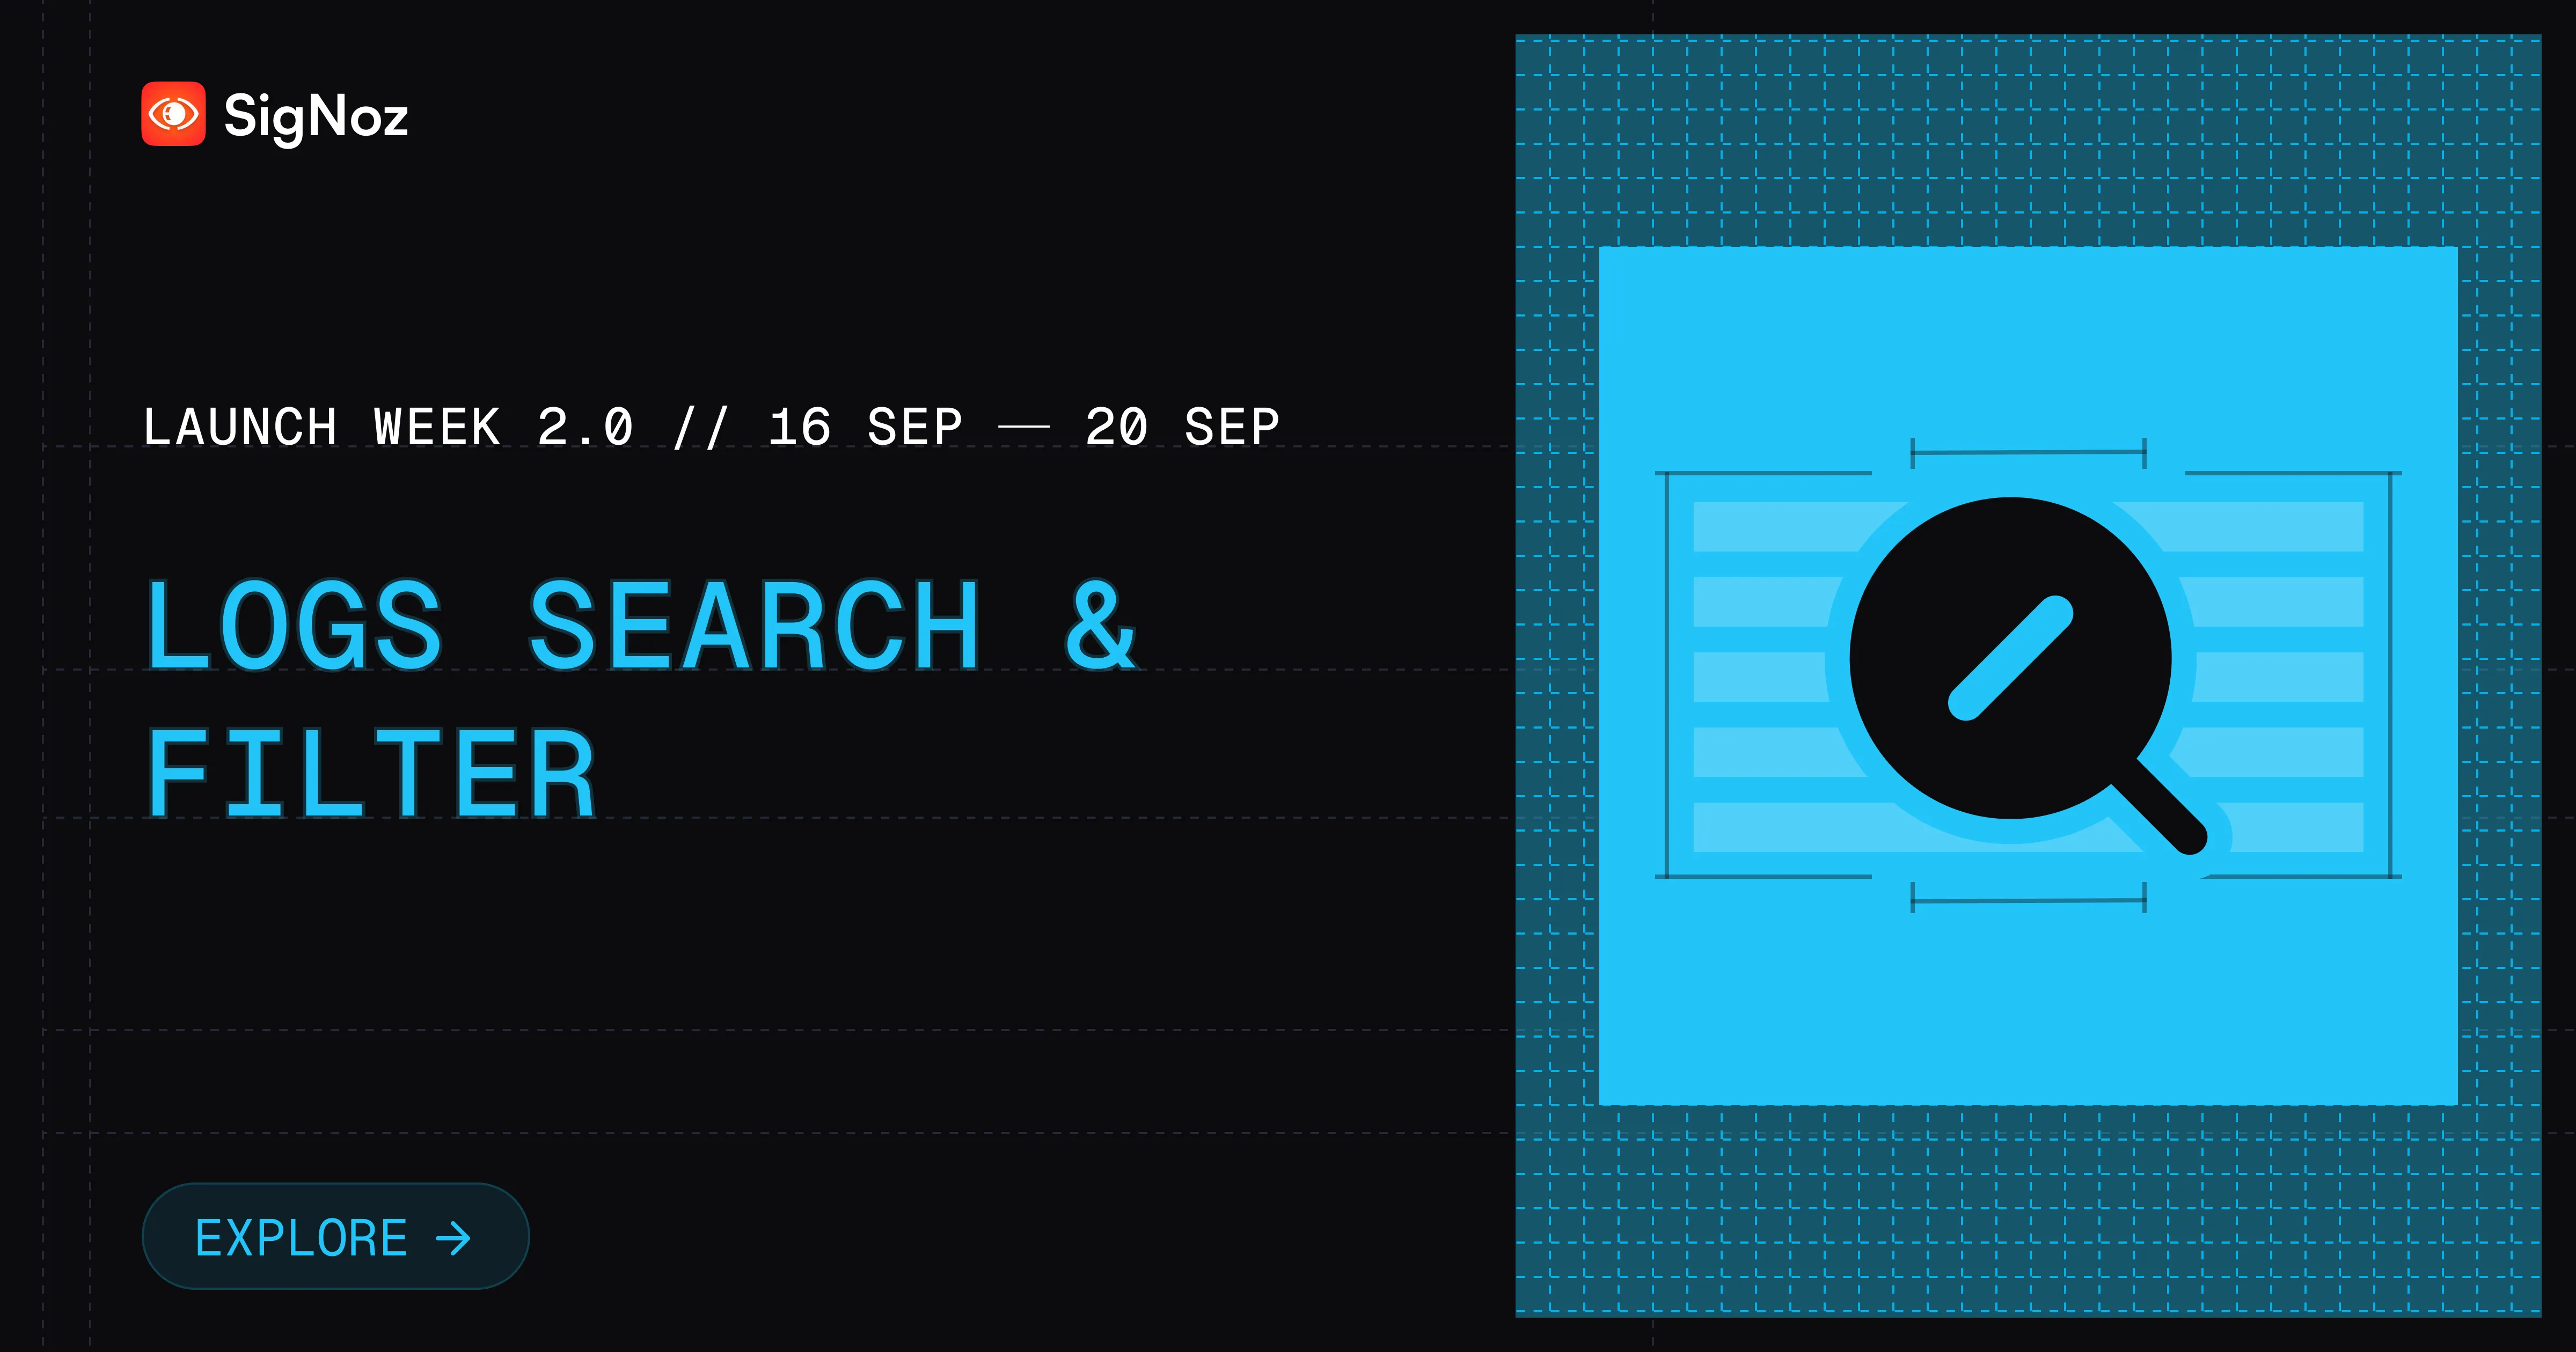 SigNoz
LAUNCH WEEK 2.0 // 16 SEP — 20 SEP
LOGS SEARCH &
FILTER
EXPLORE →